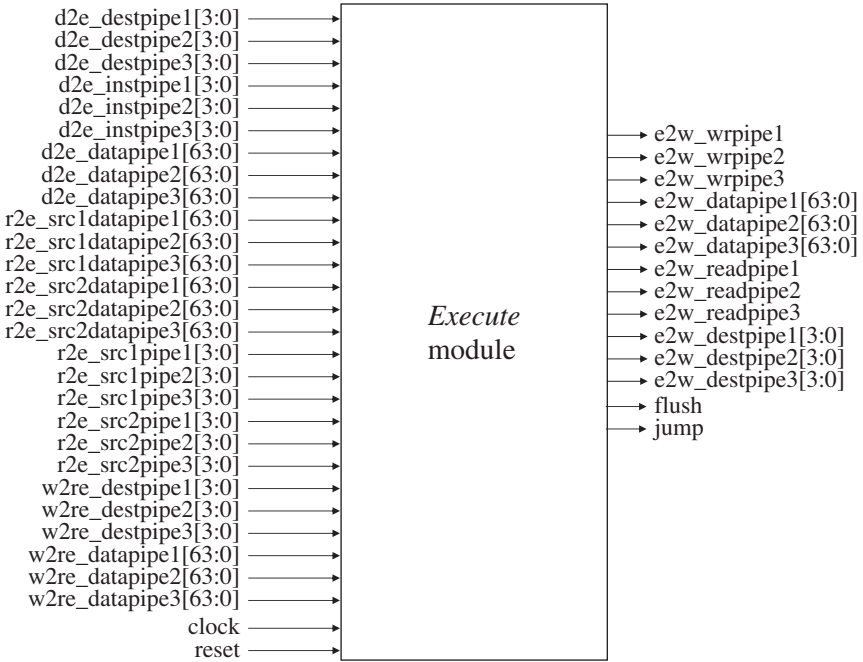 d2e_destpipe1[3:0]
d2e_destpipe2[3:0]
d2e_destpipe3[3:0]
d2e_instpipe1[3:0]
d2e_instpipe2[3:0]
d2e_instpipe3[3:0]
d2e_datapipe1[63:0]
d2e_datapipe2[63:0]
d2e_datapipe3[63:0]
r2e_src1datapipe1[63:0]
r2e_src1datapipe2[63:0]
r2e_src1datapipe3[63:0]
r2e_src2datapipe1[63:0]
r2e_src2datapipe2[63:0]
r2e_src2datapipe3[63:0]
r2e_src1pipe1[3:0]
r2e_src1pipe2[3:0]
r2e_src1pipe3[3:0]
r2e_src2pipe1[3:0]
r2e_src2pipe2[3:0]
r2e_src2pipe3[3:0]
w2re_destpipe1[3:0]
w2re_destpipe2[3:0]
w2re_destpipe3[3:0]
w2re_datapipe1[63:0]
w2re_datapipe2[63:0]
w2re_datapipe3[63:0]
clock
reset
Execute
module
e2w_wrpipe1
e2w_wrpipe2
e2w_wrpipe3
e2w_datapipe1[63:0]
e2w_datapipe2[63:0]
e2w_datapipe3[63:0]
e2w_readpipe1
e2w_readpipe2
e2w_readpipe3
e2w_destpipe1[3:0]
e2w_destpipe2[3:0]
e2w_destpipe3[3:0]
flush
jump